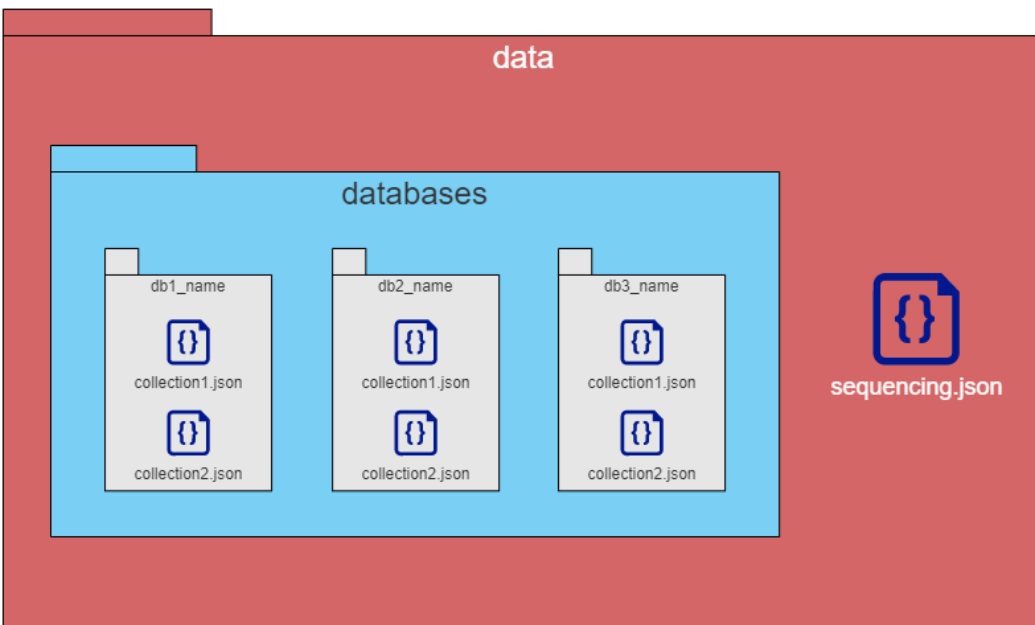 data
databases
db1_name
{}
collection1.json
{}
collection2.json
db2_name
{}
collection1.json
{}
collection2.json
db3_name
{}
collection1.json
{}
collection2.json
{}
sequencing.json